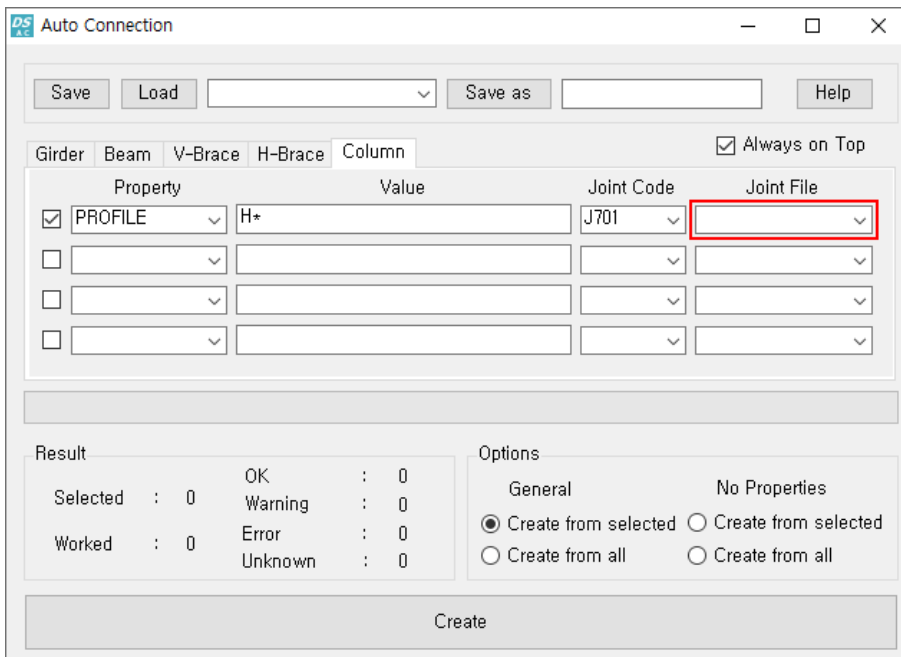 DS
AC
Auto Connection
Save Load Save as Help
Girder Beam V-Brace H-Brace Column Always on Top
Property Value Joint Code Joint File
PROFILE H* J701
Result
Selected : 0
Worked : 0
OK : 0
Warning : 0
Error : 0
Unknown : 0
Options
General No Properties
Create from selected Create from selected
Create from all Create from all
Create